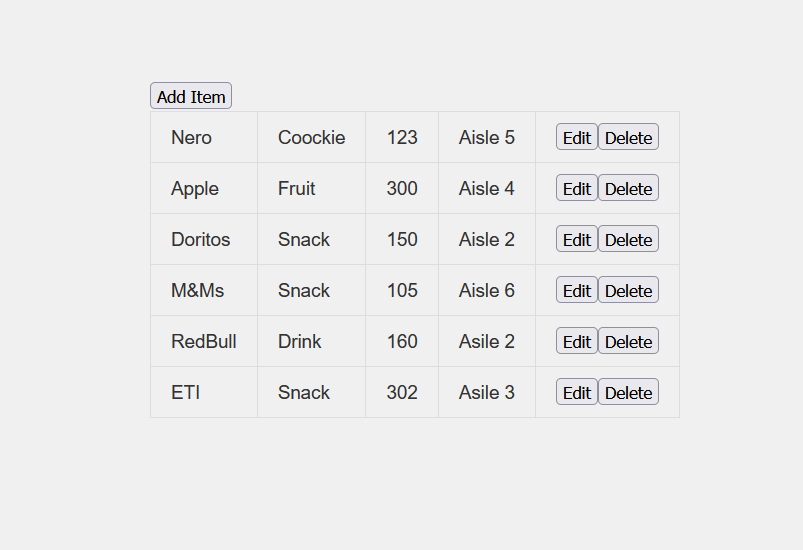 Add Item
Nero Coockie 123 Aisle 5 Edit Delete
Apple Fruit 300 Aisle 4 Edit Delete
Doritos Snack 150 Aisle 2 Edit Delete
M&Ms Snack 105 Aisle 6 Edit Delete
RedBull Drink 160 Asile 2 Edit Delete
ETI Snack 302 Asile 3 Edit Delete